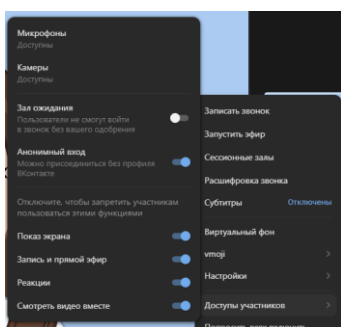 Микрофоны
Доступны
Камеры
Доступны
Зал ожидания
Пользователи не смогут войти
в звонок без вашего одобрения
Анонимный вход
Можно присоединиться без профиля
ВКонтакте
Отключите, чтобы запретить участникам
пользоваться этими функциями
Показ экрана
Запись и прямой эфир
Реакции
Смотреть видео вместе
Записать звонок
Запустить эфир
Сессионные залы
Расшифровка звонка
Субтитры Отключены
Виртуальный фон
vmoji
Настройки
Доступы участников